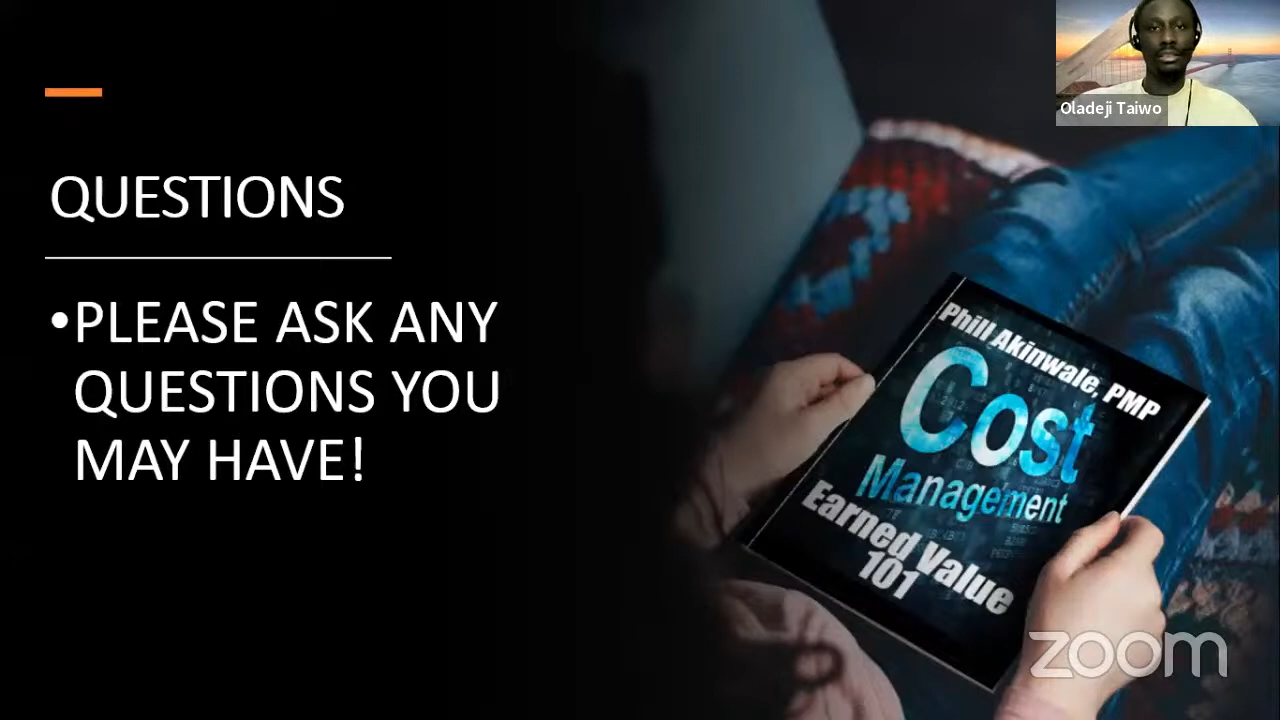 Oladeji Taiwo
QUESTIONS
•PLEASE ASK ANY
QUESTIONS YOU
MAY HAVE!
Phill Akinwale, PMP
Cost
Management
Earned Value
101
zoom